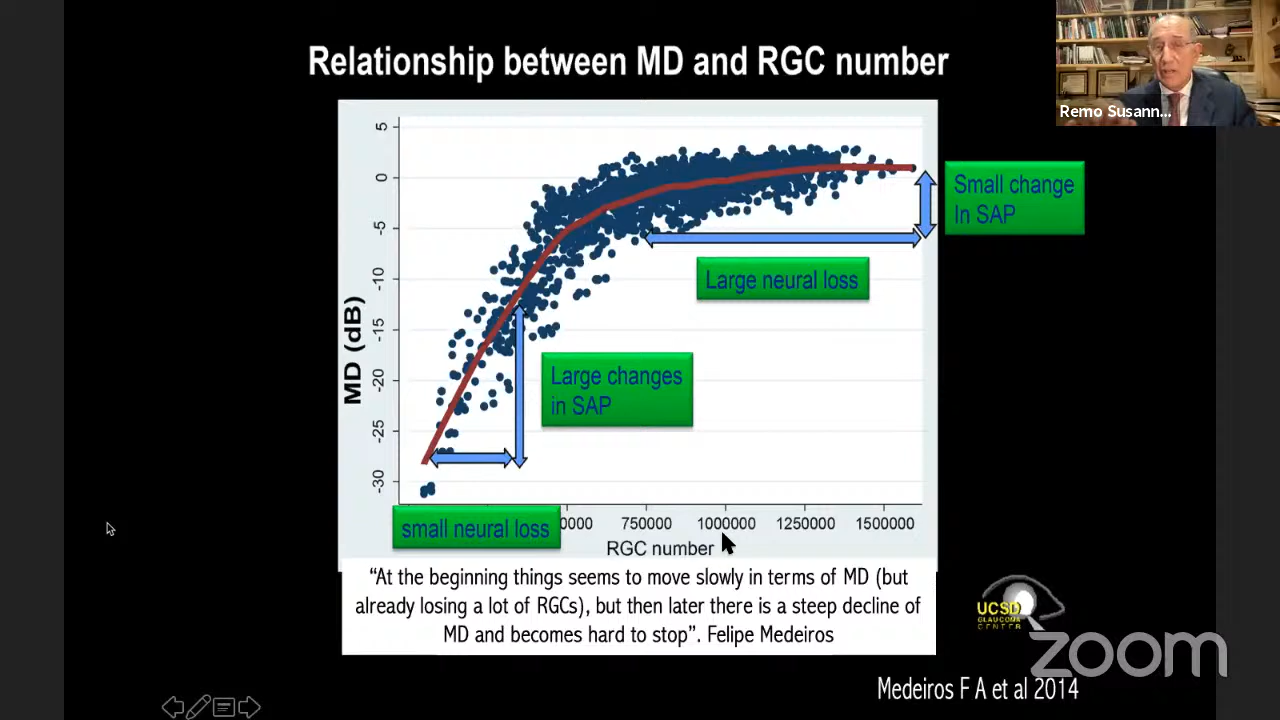 Relationship between MD and RGC number
Remo Susann...
5
0
-5
-10
-15
-20
-25
-30
MD (dB)
Small change
In SAP
Large neural loss
Large changes
in SAP
small neural loss
0000
750000
1000000
1250000
1500000
RGC number
“At the beginning things seems to move slowly in terms of MD (but
already losing a lot of RGCs), but then later there is a steep decline of
MD and becomes hard to stop”. Felipe Medeiros
UCSD
GLAUCOMA
CENTER
zoom
Medeiros F A et al 2014